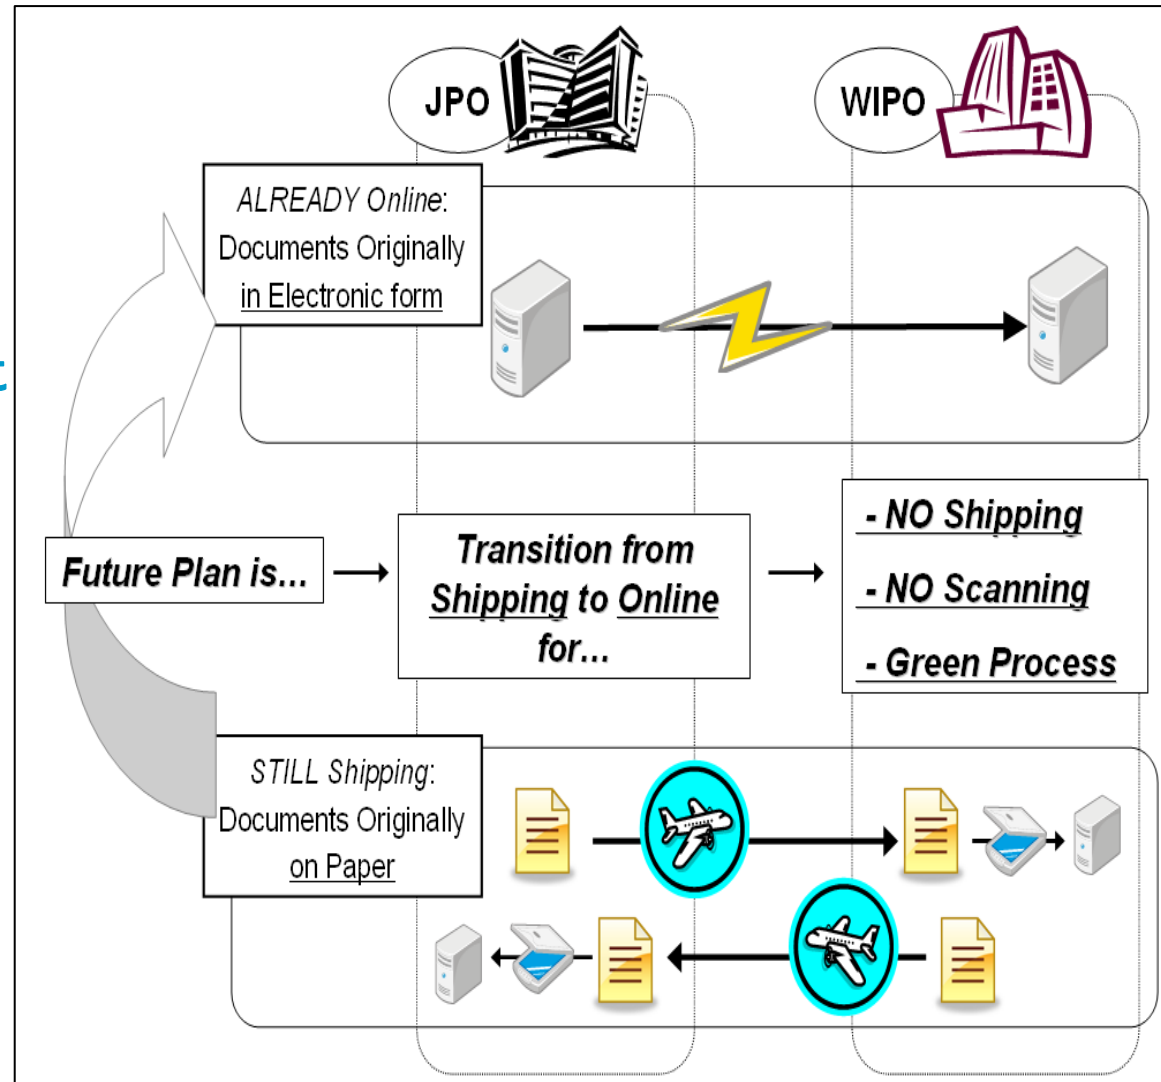 JPO
WIPO
ALREADY Online:
Documents Originally
in Electronic form
t
Future Plan is...
Transition from
Shipping to Online
for...
- NO Shipping
- NO Scanning
- Green Process
STILL Shipping:
Documents Originally
on Paper